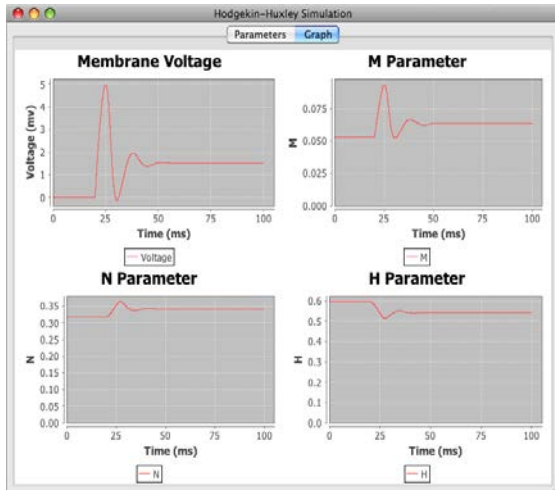 Hodgekin-Huxley Simulation
Parameters Graph
Membrane Voltage
5
4
3
2
1
0
Voltage (mv)
0 25 50 75 100
Time (ms)
Voltage
M Parameter
0.075
0.050
0.025
0.000
M
0 25 50 75 100
Time (ms)
M
N Parameter
0.35
0.30
0.25
0.20
0.15
0.10
0.05
0.00
N
0 25 50 75 100
Time (ms)
N
H Parameter
0.6
0.5
0.4
0.3
0.2
0.1
0.0
H
0 25 50 75 100
Time (ms)
H